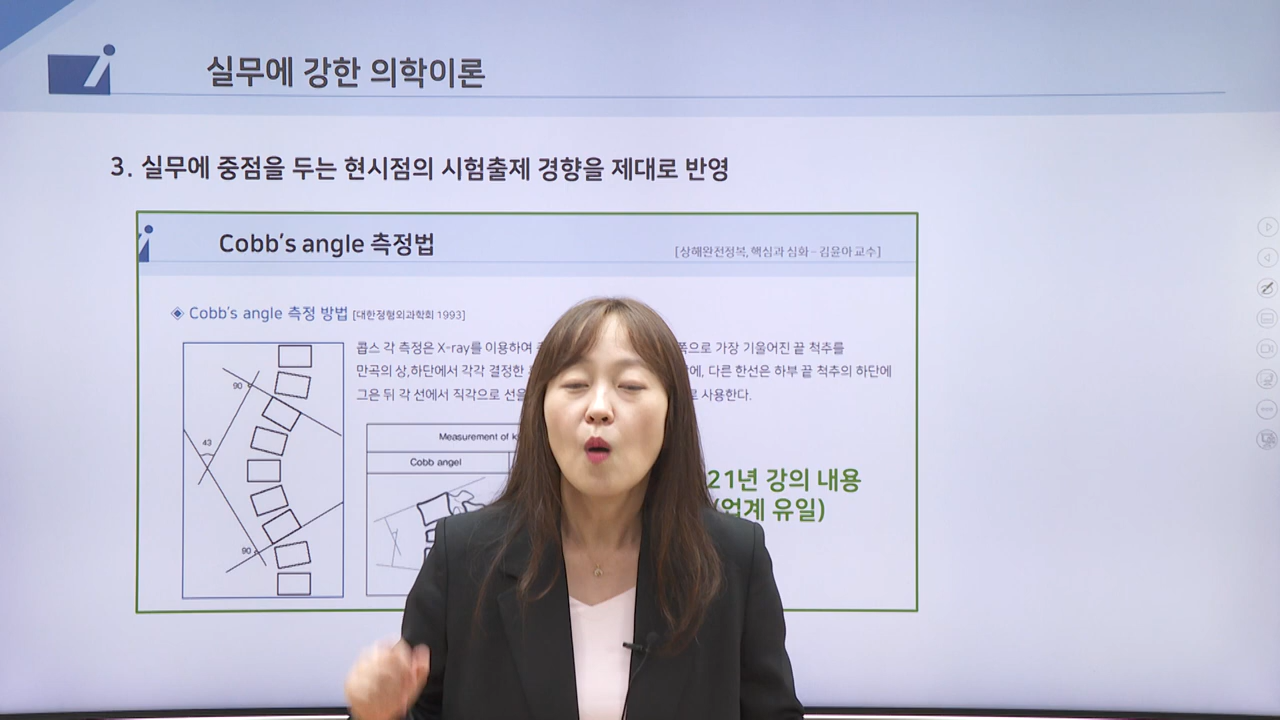 실무에 강한 의학이론
3. 실무에 중점을 두는 현시점의 시험출제 경향을 제대로 반영
Cobb's angle 측정법
[상해완전정복, 핵심과 심화 - 김윤아 교수]
◈ Cobb's angle 측정 방법 [대한정형외과학회 1993]
콥스 각 측정은 X-ray를 이용하여 쪽으로 가장 기울어진 끝 척추를
만곡의 상,하단에서 각각 결정한 다른 한선은 하부 끝 척추의 하단에
그은 뒤 각 선에서 직각으로 선을 사용한다.
90
43
90
Measurement of
Cobb angel
21년 강의 내용
(업계 유일)